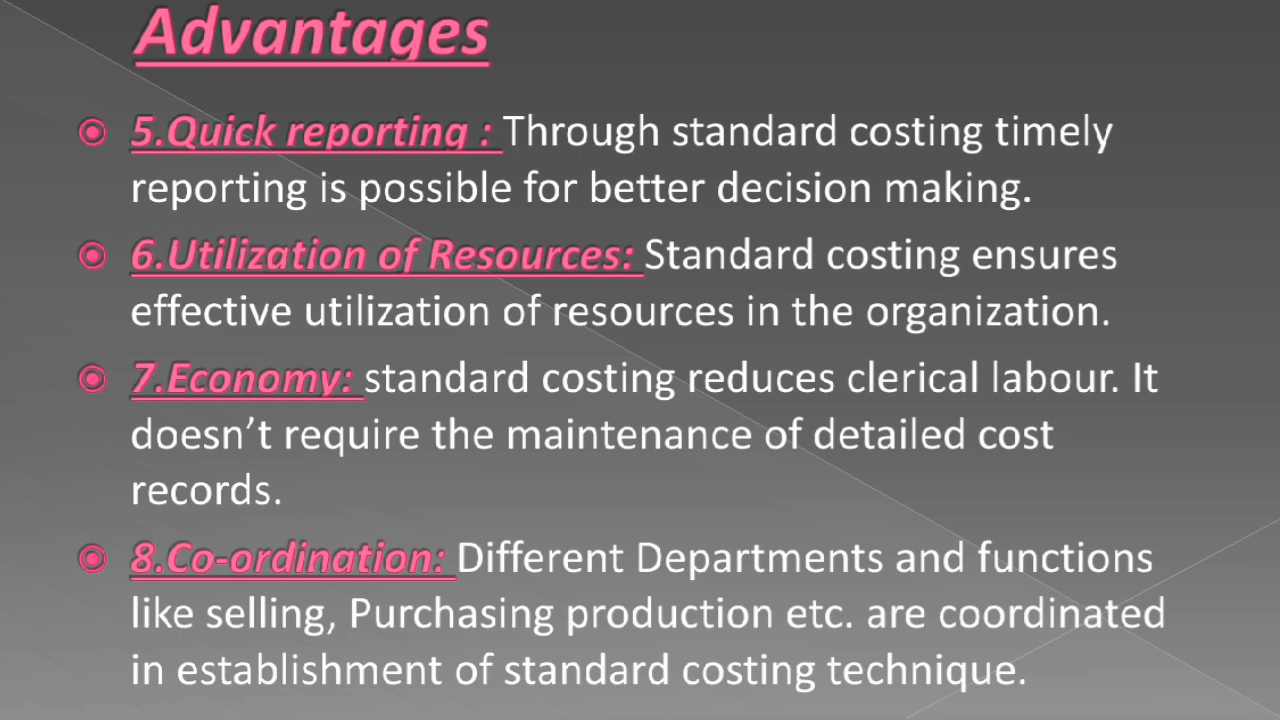 Advantages
5.Quick reporting : Through standard costing timely
reporting is possible for better decision making.
6.Utilization of Resources: Standard costing ensures
effective utilization of resources in the organization.
7.Economy: standard costing reduces clerical labour. It
doesn’t require the maintenance of detailed cost
records.
8.Co-ordination: Different Departments and functions
like selling, Purchasing production etc. are coordinated
in establishment of standard costing technique.